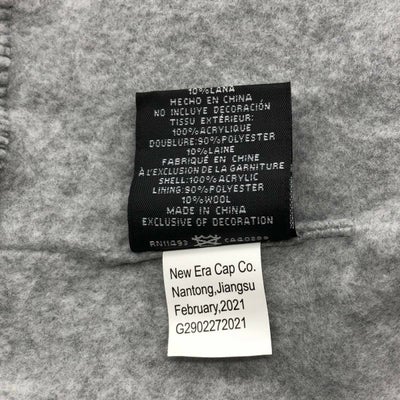 10%LANA
HECHO EN CHINA
NO INCLUYE DECORACIÓN
TISSU EXTÉRIEUR:
100%ACRYLIQUE
DOUBLURE:90%POLYESTER
10%LAINE
FABRIQUÉ EN CHINE
À L'EXCLUSION DE LA GARNITURE
SHELL:100%ACRYLIC
LINING:90%POLYESTER
10%WOOL
MADE IN CHINA
EXCLUSIVE OF DECORATION
New Era Cap Co.
Nantong,Jiangsu
February,2021
G2902272021